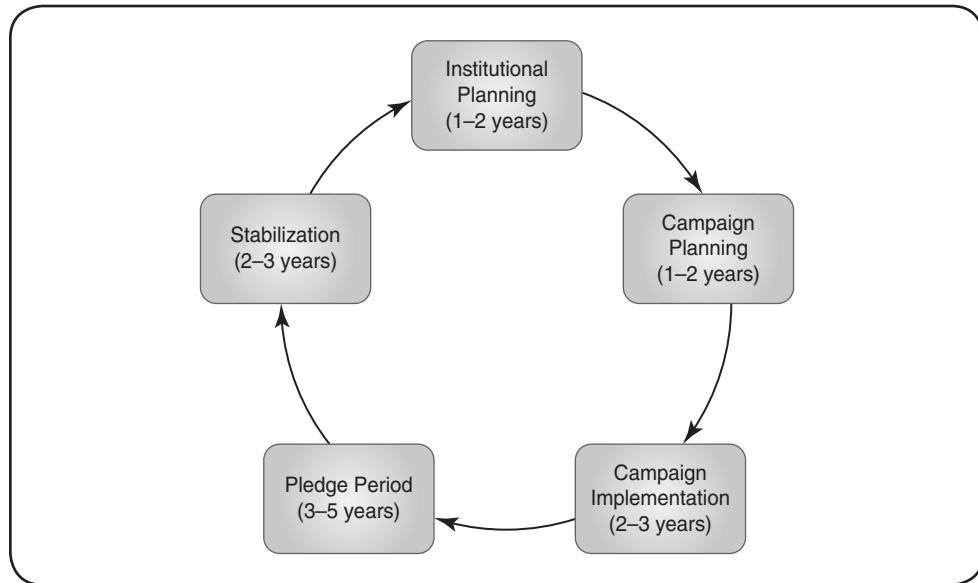 Institutional
Planning
(1–2 years)
Campaign
Planning
(1–2 years)
Campaign
Implementation
(2–3 years)
Pledge Period
(3–5 years)
Stabilization
(2–3 years)